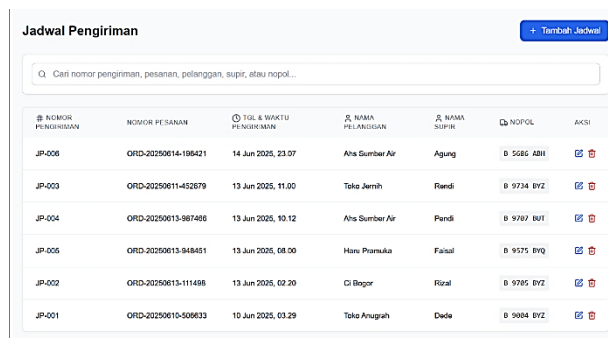 Jadwal Pengiriman
+ Tambah Jadwal
Cari nomor pengiriman, pesanan, pelanggan, supir, atau nopol...
# NOMOR PENGIRIMAN NOMOR PESANAN TGL & WAKTU PENGIRIMAN NAMA PELANGGAN NAMA SUPIR NOPOL AKSI
JP-006 ORD-20250614-196421 14 Jun 2025, 23.07 Ahs Sumber Air Agung B 5686 ABH
JP-003 ORD-20250611-452679 13 Jun 2025, 11.00 Toko Jernih Rendi B 9734 BYZ
JP-004 ORD-20250613-987466 13 Jun 2025, 10.12 Ahs Sumber Air Pendi B 9707 BUT
JP-005 ORD-20250613-948451 13 Jun 2025, 08.00 Haru Pramuka Faisal B 9575 BYQ
JP-002 ORD-20250613-111498 13 Jun 2025, 02.20 Ci Bogor Rizal B 9705 BYZ
JP-001 ORD-20250610-506633 10 Jun 2025, 03.29 Toko Anugrah Dede B 9004 BYZ